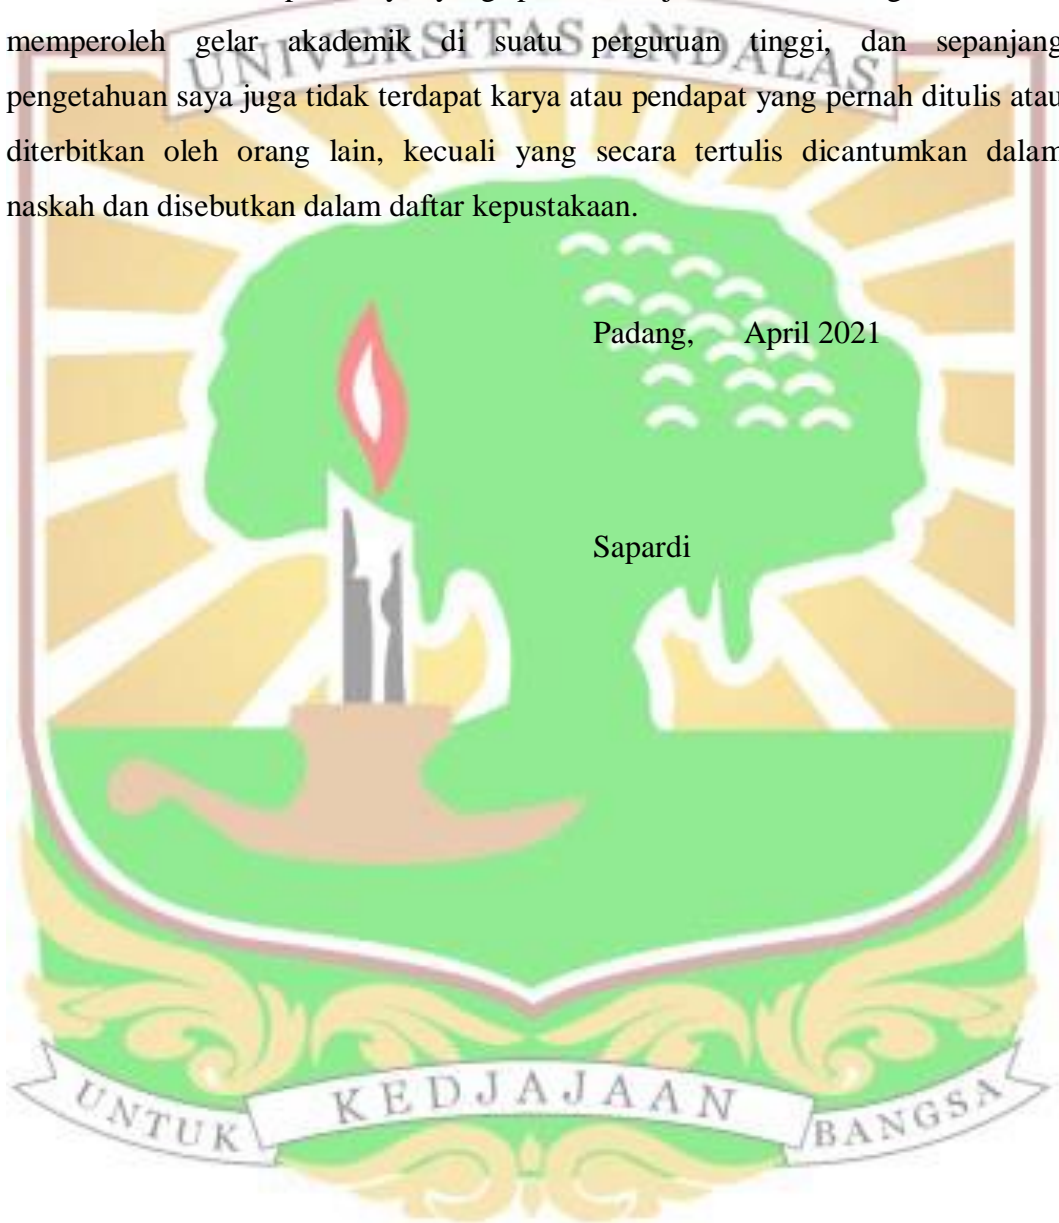 UNIVERSITAS ANDALAS
memperoleh gelar akademik di suatu perguruan tinggi, dan sepanjang
pengetahuan saya juga tidak terdapat karya atau pendapat yang pernah ditulis atau
diterbitkan oleh orang lain, kecuali yang secara tertulis dicantumkan dalam
naskah dan disebutkan dalam daftar kepustakaan.
Padang, April 2021
Sapardi
UNTUK KEDJAJAAN BANGSA